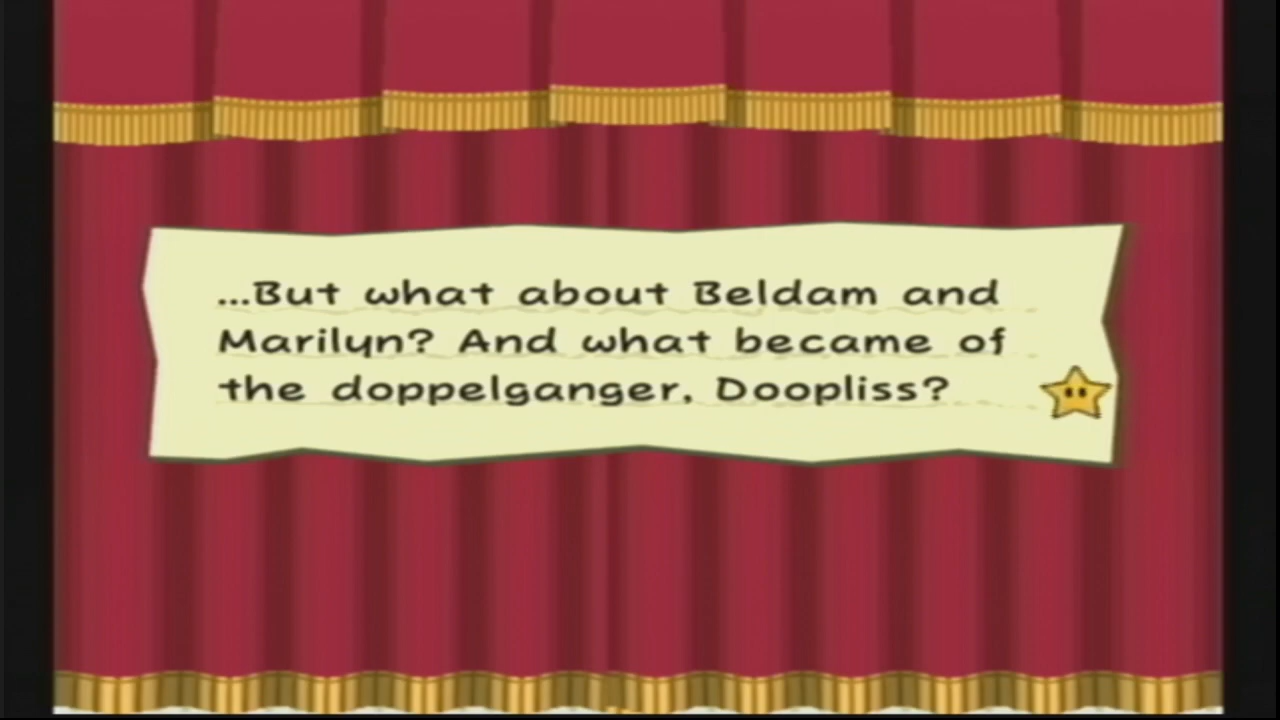 ...But what about Beldam and
Marilyn? And what became of
the doppelganger, Doopliss?